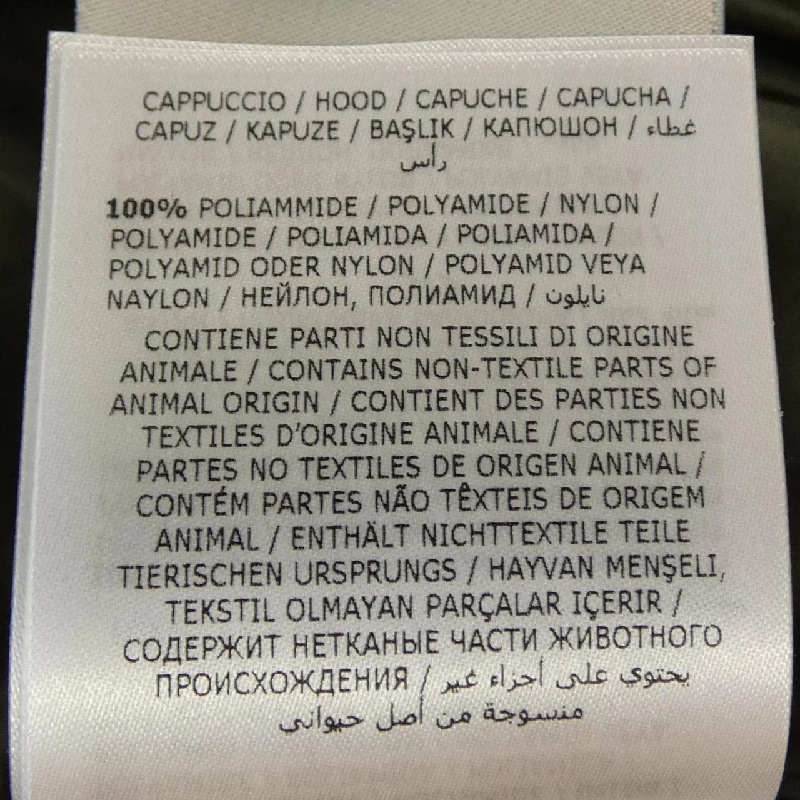 CAPPUCCIO / HOOD / CAPUCHE / CAPUCHA /
CAPUZ / KAPUZE / BAŞLIK / КАПЮШОН / غطاء
راس
100% POLIAMMIDE / POLYAMIDE / NYLON /
POLYAMIDE / POLIAMIDA / POLIAMIDA /
POLYAMID ODER NYLON / POLYAMID VEYA
NAYLON / НЕЙЛОН, ПОЛИАМИД / نايلون
CONTIENE PARTI NON TESSILI DI ORIGINE
ANIMALE / CONTAINS NON-TEXTILE PARTS OF
ANIMAL ORIGIN / CONTIENT DES PARTIES NON
TEXTILES D'ORIGINE ANIMALE / CONTIENE
PARTES NO TEXTILES DE ORIGEN ANIMAL /
CONTÉM PARTES NÃO TÊXTEIS DE ORIGEM
ANIMAL / ENTHÄLT NICHTTEXTILE TEILE
TIERISCHEN URSPRUNGS / HAYVAN MENŞELİ,
TEKSTIL OLMAYAN PARÇALAR IÇERIR /
СОДЕРЖИТ НЕТКАНЫЕ ЧАСТИ ЖИВОТНОГО
ПРОИСХОЖДЕНИЯ / يحتوي على أجزاء غير
منسوجة من أصل حيواني